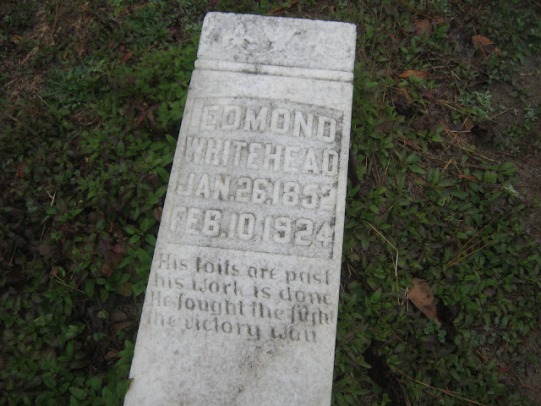 EDMOND
WHITEHEAD
JAN. 26, 1852
FEB. 10, 1924
His toils are past
his work is done
He fought the fight
the victory won